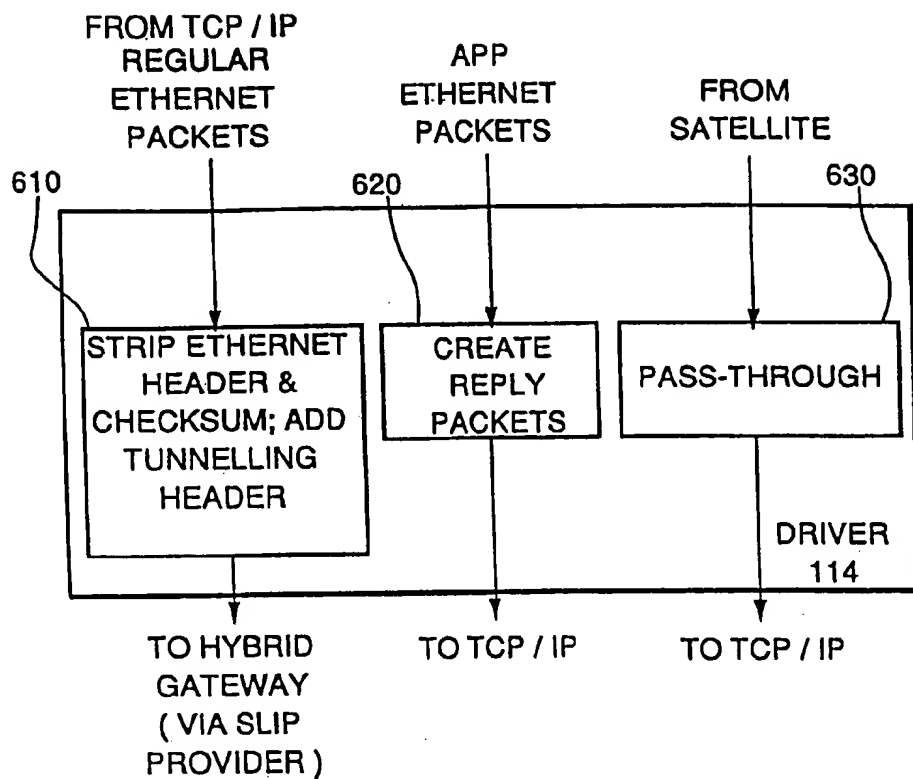 FROM TCP / IP
REGULAR
ETHERNET
PACKETS
APP
ETHERNET
PACKETS
FROM
SATELLITE
610
620
630
STRIP ETHERNET
HEADER &
CHECKSUM; ADD
TUNNELLING
HEADER
CREATE
REPLY
PACKETS
PASS-THROUGH
DRIVER
114
TO HYBRID
GATEWAY
( VIA SLIP
PROVIDER )
TO TCP / IP
TO TCP / IP